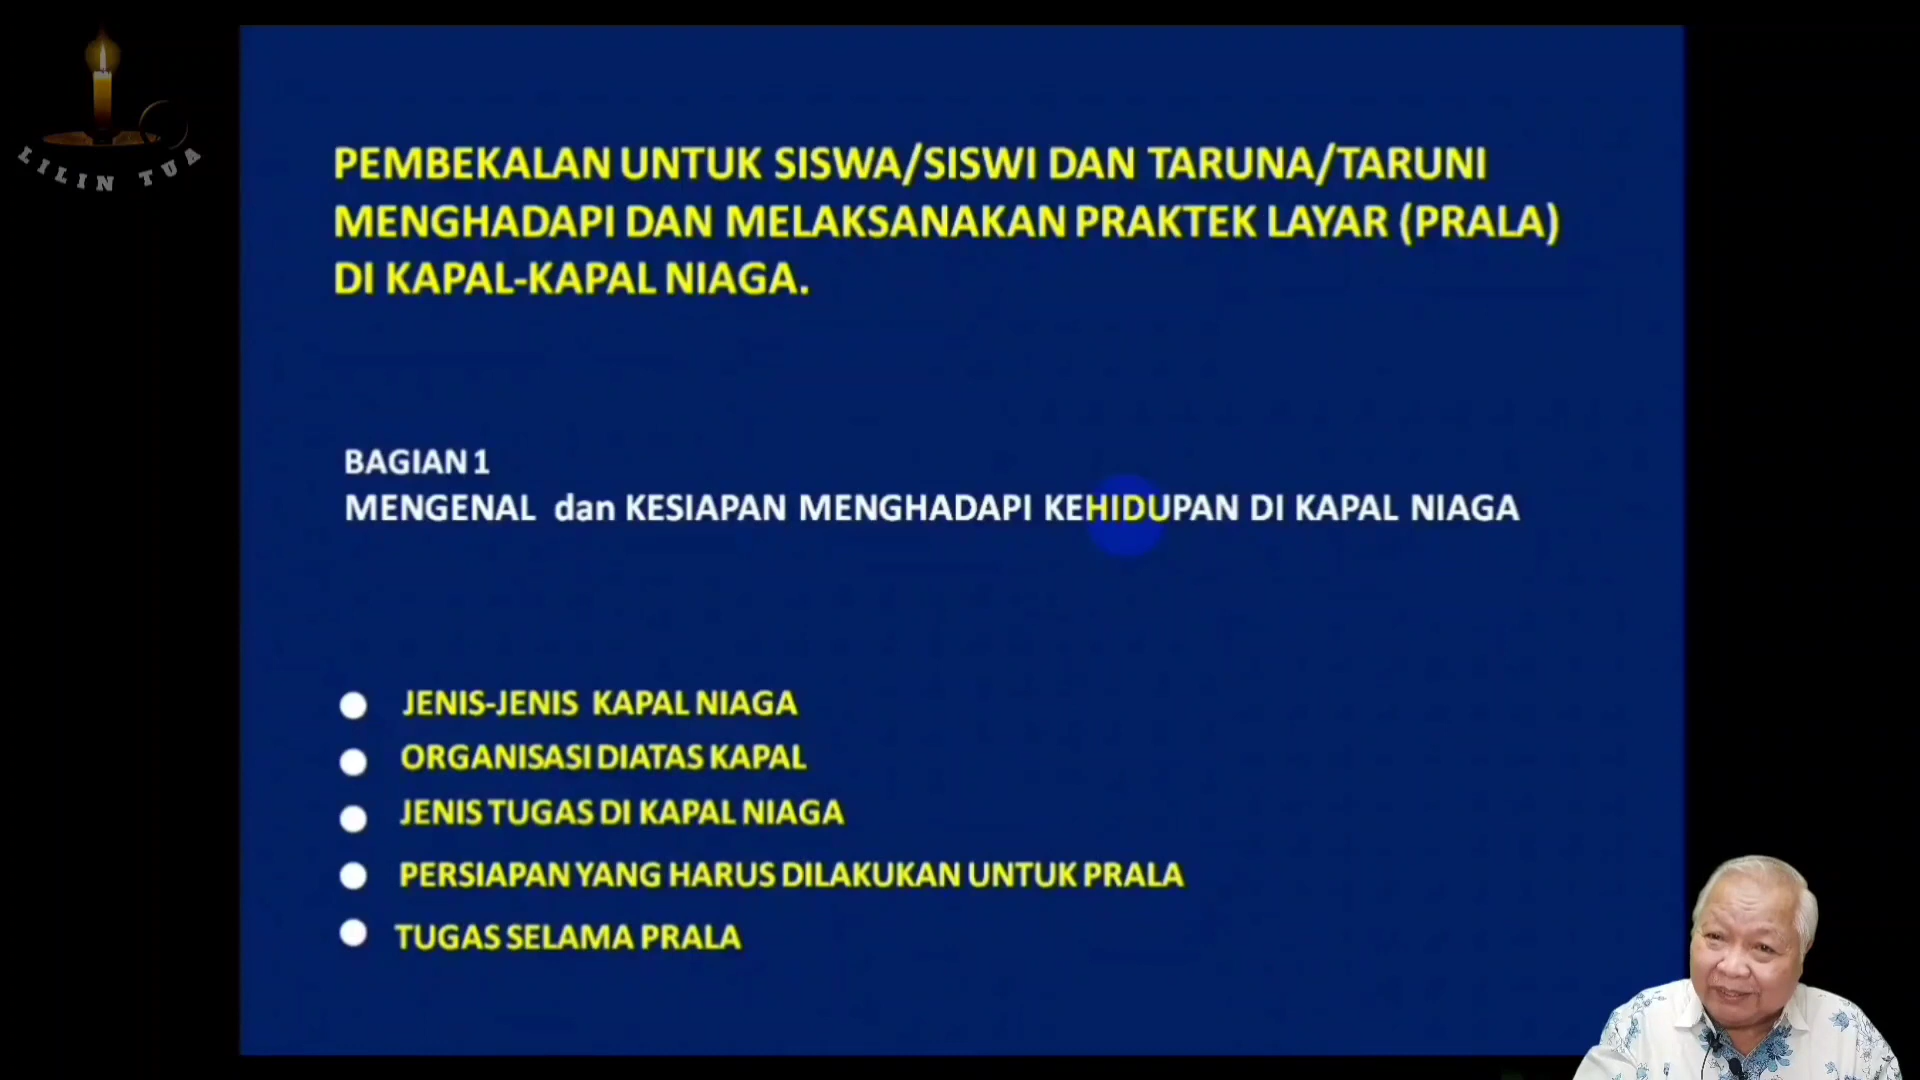 LILIN TUA
PEMBEKALAN UNTUK SISWA/SISWI DAN TARUNA/TARUNI
MENGHADAPI DAN MELAKSANAKAN PRAKTEK LAYAR (PRALA)
DI KAPAL-KAPAL NIAGA.
BAGIAN 1
MENGENAL dan KESIAPAN MENGHADAPI KEHIDUPAN DI KAPAL NIAGA
JENIS-JENIS KAPAL NIAGA
ORGANISASI DIATAS KAPAL
JENIS TUGAS DI KAPAL NIAGA
PERSIAPAN YANG HARUS DILAKUKAN UNTUK PRALA
TUGAS SELAMA PRALA